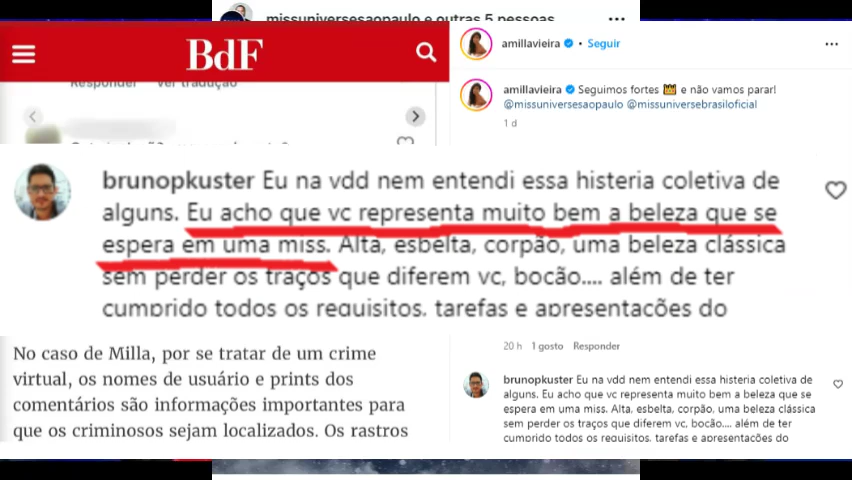 missuniversesaopaulo e outras 5 pessoas
BdF
Responder Ver tradução
amillavieira • Seguir
amillavieira Seguimos fortes e não vamos parar!
@missuniversesaopaulo @missuniversebrasiloficial
1 d
brunopkuster Eu na vdd nem entendi essa histeria coletiva de
alguns. Eu acho que vc representa muito bem a beleza que se
espera em uma miss. Alta, esbelta, corpão, uma beleza clássica
sem perder os traços que diferem vc, bocão.... além de ter
cumprido todos os requisitos, tarefas e apresentações do
No caso de Milla, por se tratar de um crime
virtual, os nomes de usuário e prints dos
comentários são informações importantes para
que os criminosos sejam localizados. Os rastros
20 h 1 gosto Responder
brunopkuster Eu na vdd nem entendi essa histeria coletiva de
alguns. Eu acho que vc representa muito bem a beleza que se
espera em uma miss. Alta, esbelta, corpão, uma beleza clássica
sem perder os traços que diferem vc, bocão.... além de ter
cumprido todos os requisitos, tarefas e apresentações do